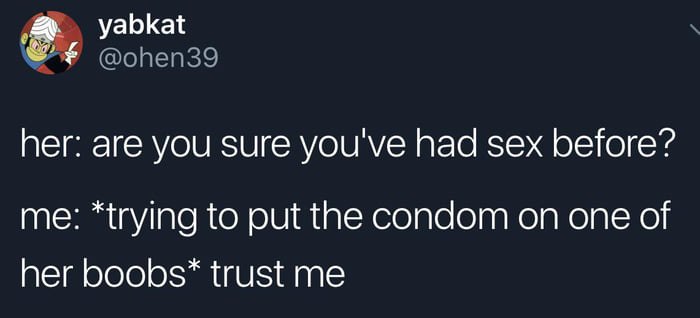 yabkat
@ohen39
her: are you sure you've had sex before?
me: *trying to put the condom on one of
her boobs* trust me